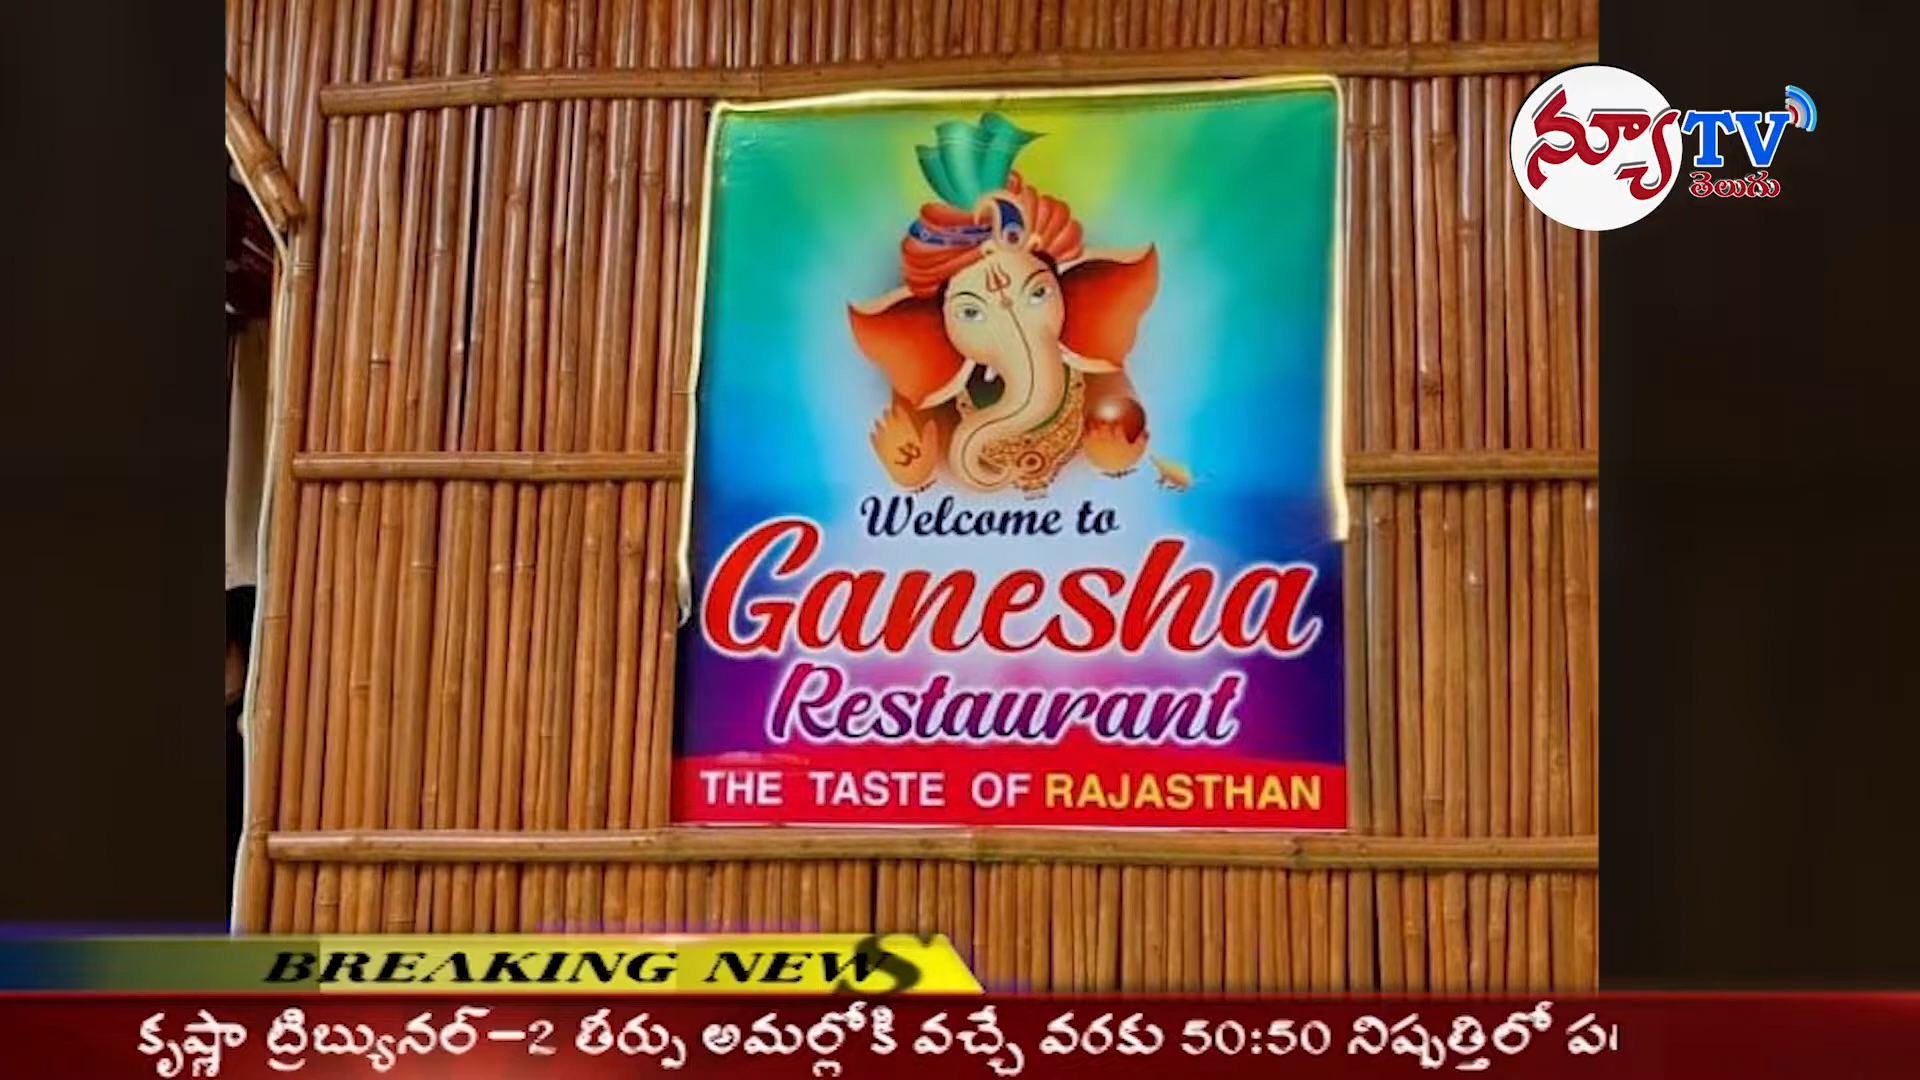 న్యూTV
తెలుగు
Welcome to
Ganesha
Restaurant
THE TASTE OF RAJASTHAN
BREAKING NEWS
కృష్ణా ట్రిబ్యునల్-2 తీర్పు అమల్లోకి వచ్చే వరకు 50:50 నిష్పత్తిలో